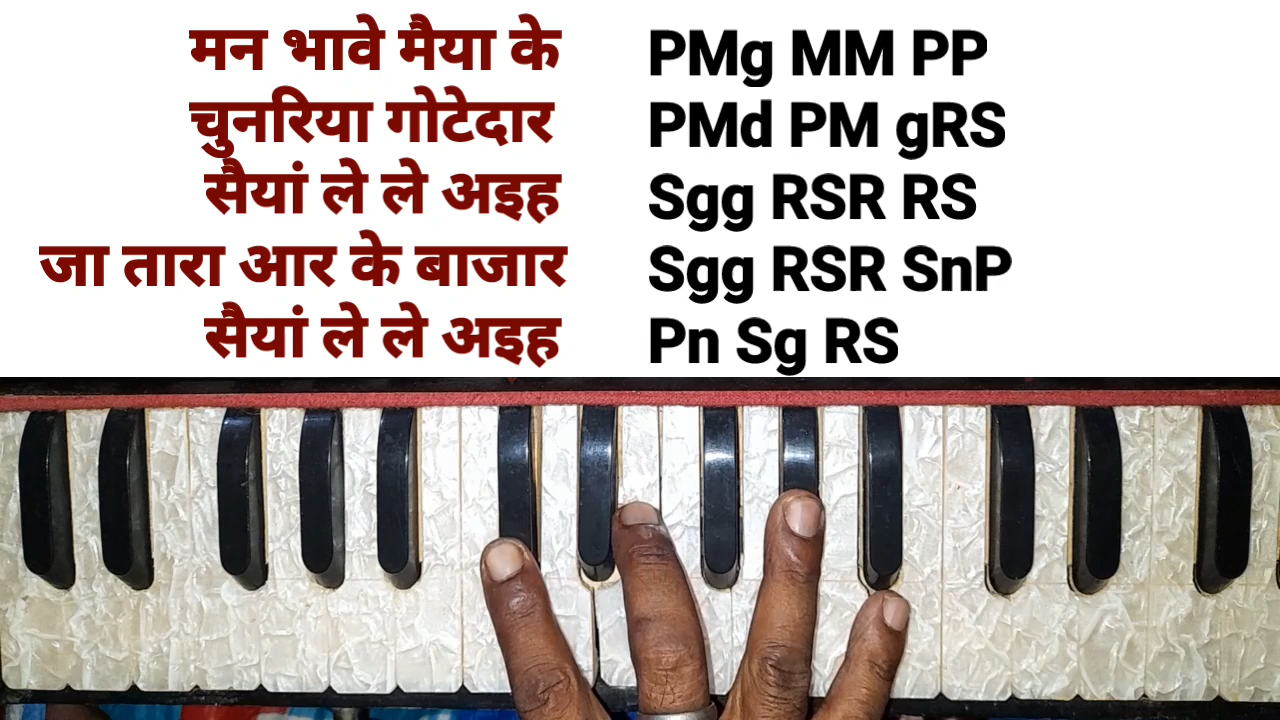 मन भावे मैया के PMg MM PP
चुनरिया गोटेदार PMd PM gRS
सैयां ले ले अइह Sgg RSR RS
जा तारा आर के बाजार Sgg RSR SnP
सैयां ले ले अइह Pn Sg RS